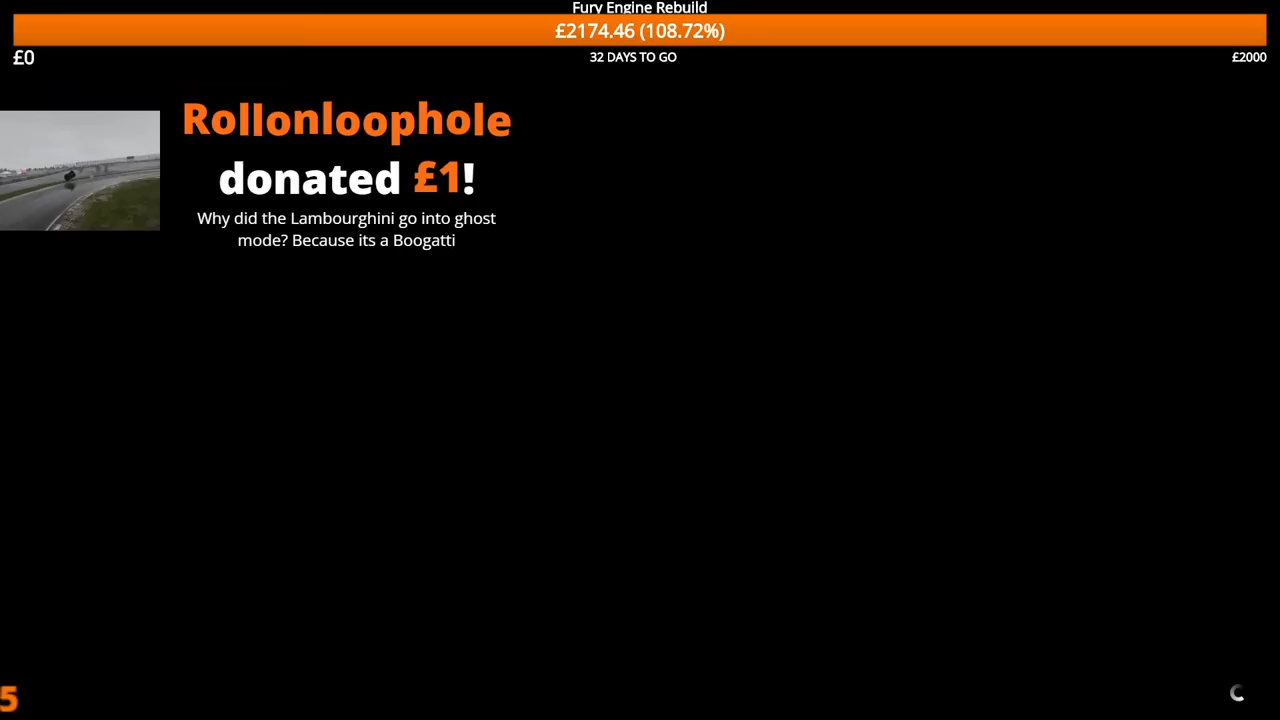 Fury Engine Rebuild
£2174.46 (108.72%)
£0
32 DAYS TO GO
£2000
Rollonloophole
donated £1!
Why did the Lambourghini go into ghost
mode? Because its a Boogatti
5